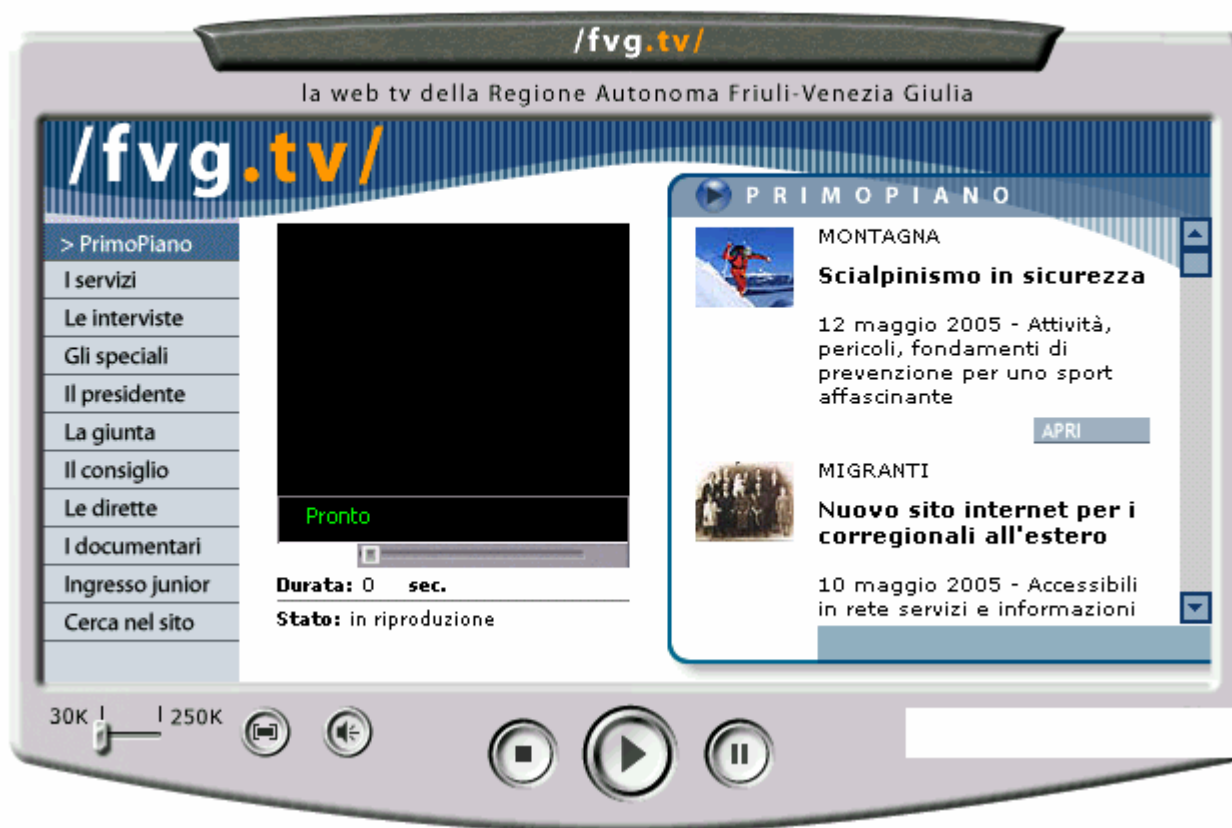 /fvg.tv/
la web tv della Regione Autonoma Friuli-Venezia Giulia
/fvg.tv/
> PrimoPiano
I servizi
Le interviste
Gli speciali
Il presidente
La giunta
Il consiglio
Le dirette
I documentari
Ingresso junior
Cerca nel sito
Pronto
Durata: 0 sec.
Stato: in riproduzione
PRIMOPIANO
MONTAGNA
Scialpinismo in sicurezza
12 maggio 2005 - Attività,
pericoli, fondamenti di
prevenzione per uno sport
affascinante
APRI
MIGRANTI
Nuovo sito internet per i
corregionali all'estero
10 maggio 2005 - Accessibili
in rete servizi e informazioni
30K 250K